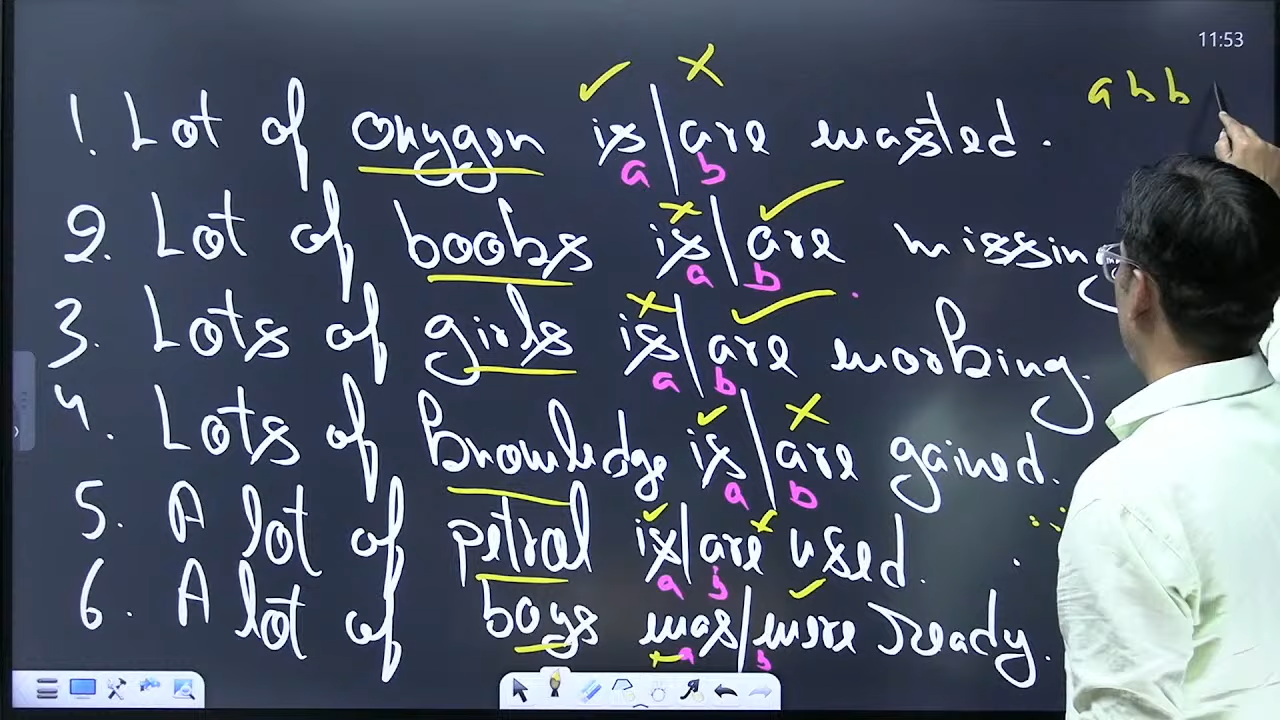 11:53
a b b
1. Lot of oxygen is/are wasted.
a b
2. Lot of books is/are missing
a b
3. Lots of girls is/are working.
a b
4. Lots of knowledge is/are gained.
a b
5. A lot of petrol is/are used.
a b
6. A lot of boys was/were ready.
a b